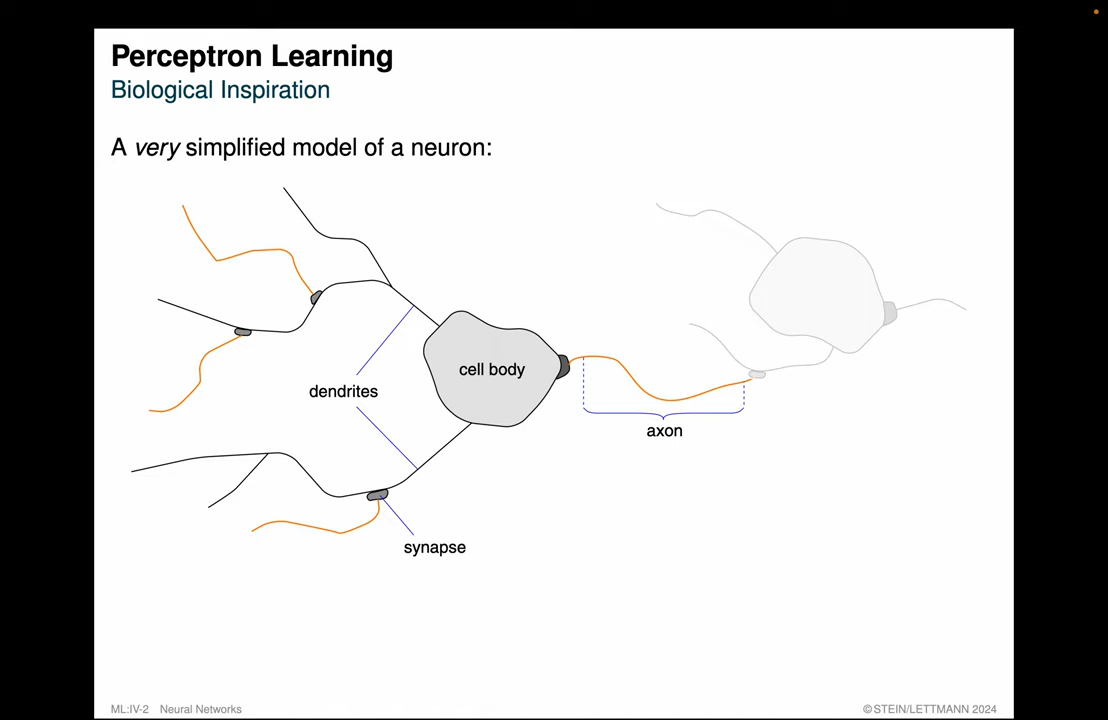 Perceptron Learning
Biological Inspiration
A very simplified model of a neuron:
cell body
dendrites
axon
synapse
ML:IV-2 Neural Networks
©STEIN/LETTMANN 2024